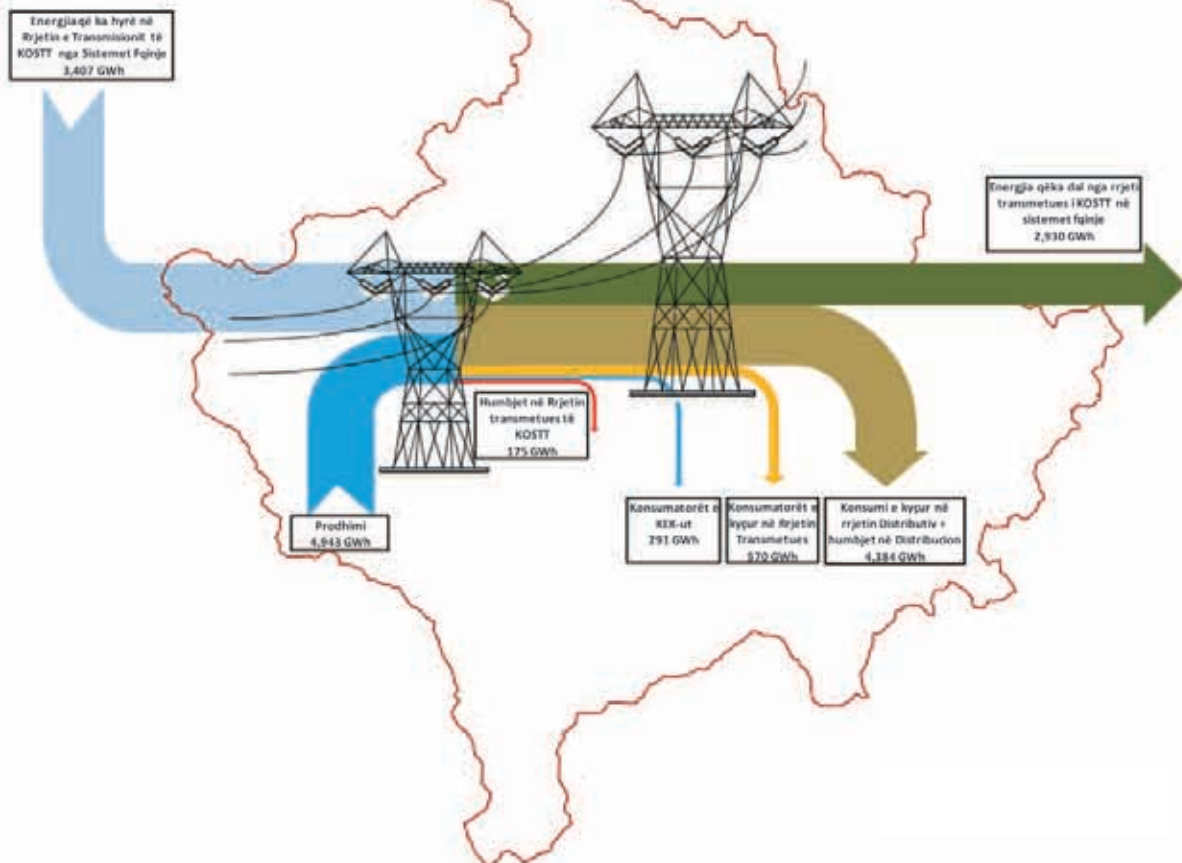 Energjiaqë ka hyrë në
Rrjetin e Transmisionit të
KOSTT nga Sistemet Fqinje
3,407 GWh
Energjia qëka dal nga rrjeti
transmetues i KOSTT në
sistemet fqinje
2,930 GWh
Humbjet në Rrjetin
transmetues të
KOSTT
175 GWh
Prodhimi
4,943 GWh
Konsumatorët e
KEK-ut
291 GWh
Konsumatorët e
kyçur në Rrjetin
Transmetues
570 GWh
Konsumi e kyçur në
rrjetin Distributiv +
humbjet në Distribucion
4,384 GWh